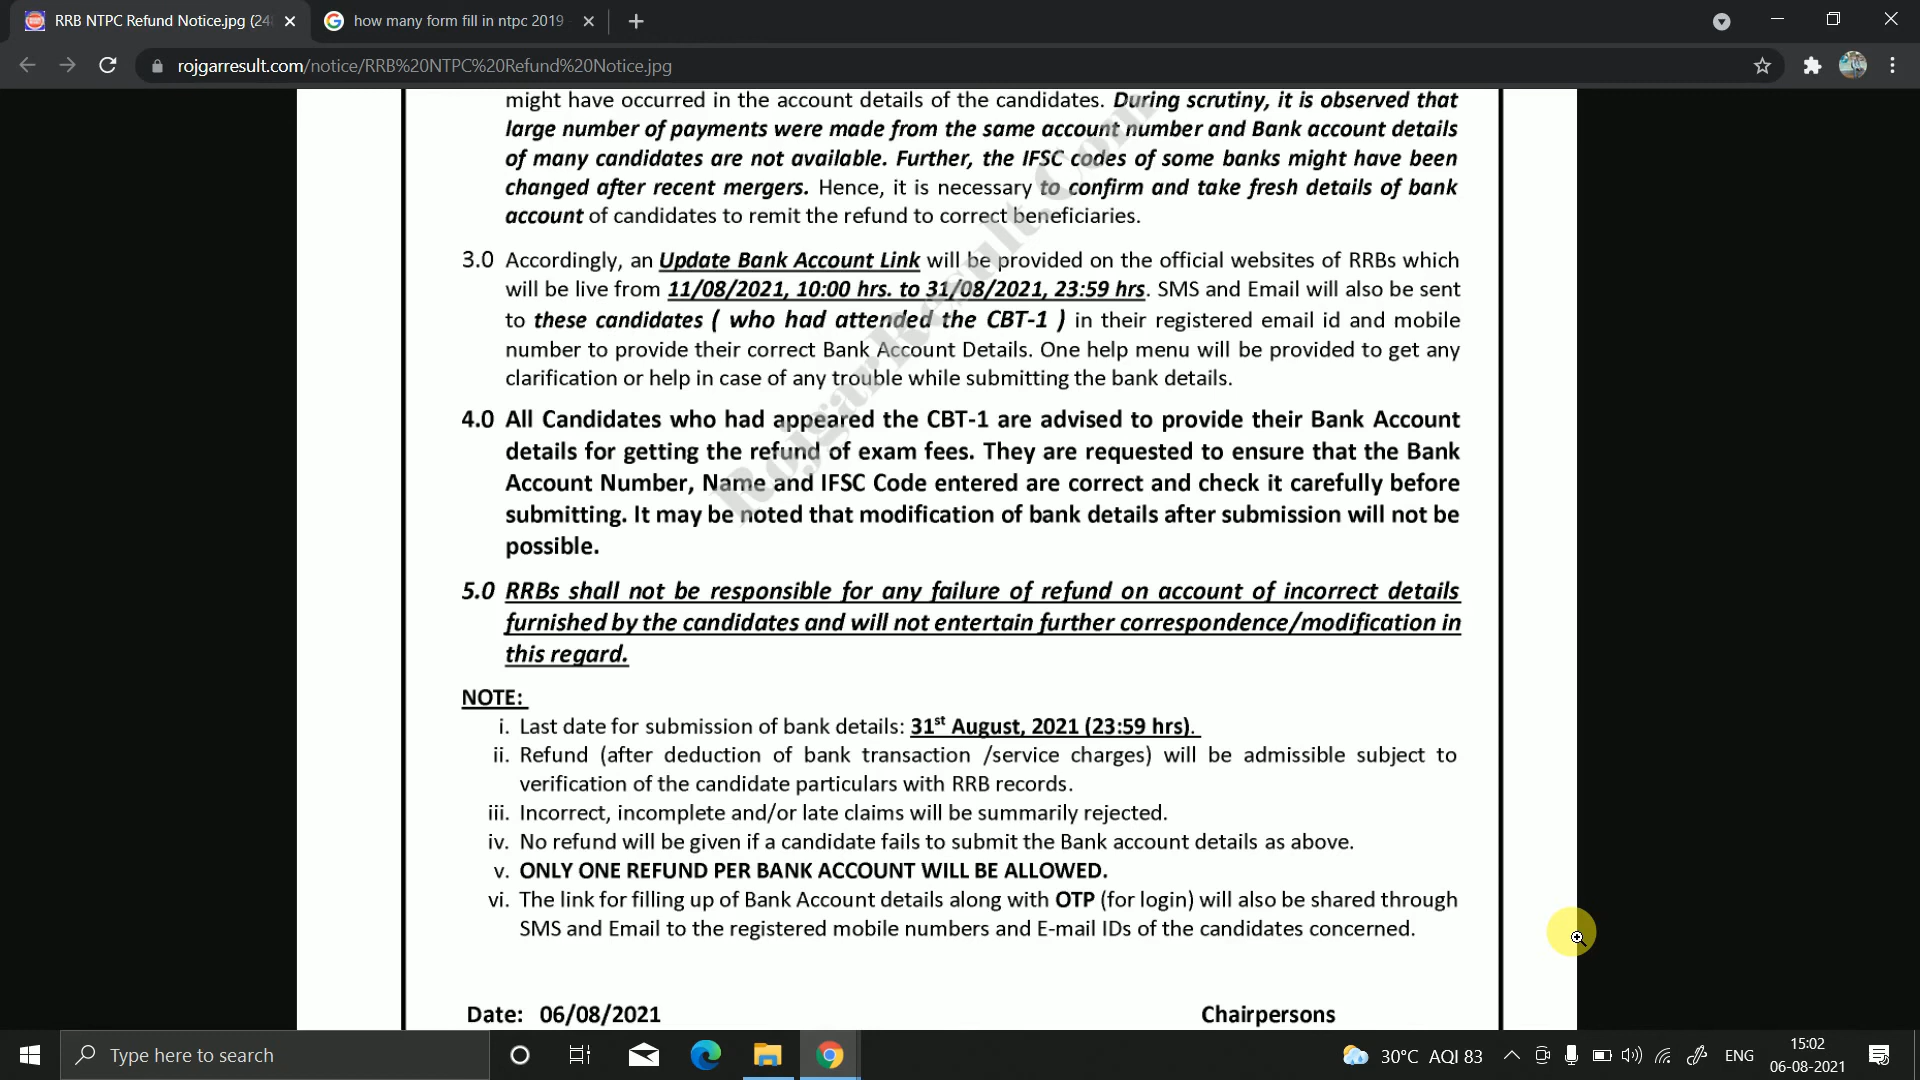 RRB NTPC Refund Notice.jpg (24
how many form fill in ntpc 2019
rojgarresult.com/notice/RRB%20NTPC%20Refund%20Notice.jpg
might have occurred in the account details of the candidates. During scrutiny, it is observed that
large number of payments were made from the same account number and Bank account details
of many candidates are not available. Further, the IFSC codes of some banks might have been
changed after recent mergers. Hence, it is necessary to confirm and take fresh details of bank
account of candidates to remit the refund to correct beneficiaries.
3.0 Accordingly, an Update Bank Account Link will be provided on the official websites of RRBs which
will be live from 11/08/2021, 10:00 hrs. to 31/08/2021, 23:59 hrs. SMS and Email will also be sent
to these candidates ( who had attended the CBT-1 ) in their registered email id and mobile
number to provide their correct Bank Account Details. One help menu will be provided to get any
clarification or help in case of any trouble while submitting the bank details.
4.0 All Candidates who had appeared the CBT-1 are advised to provide their Bank Account
details for getting the refund of exam fees. They are requested to ensure that the Bank
Account Number, Name and IFSC Code entered are correct and check it carefully before
submitting. It may be noted that modification of bank details after submission will not be
possible.
5.0 RRBs shall not be responsible for any failure of refund on account of incorrect details
furnished by the candidates and will not entertain further correspondence/modification in
this regard.
NOTE:
i. Last date for submission of bank details: 31st August, 2021 (23:59 hrs).
ii. Refund (after deduction of bank transaction /service charges) will be admissible subject to
verification of the candidate particulars with RRB records.
iii. Incorrect, incomplete and/or late claims will be summarily rejected.
iv. No refund will be given if a candidate fails to submit the Bank account details as above.
v. ONLY ONE REFUND PER BANK ACCOUNT WILL BE ALLOWED.
vi. The link for filling up of Bank Account details along with OTP (for login) will also be shared through
SMS and Email to the registered mobile numbers and E-mail IDs of the candidates concerned.
Date: 06/08/2021 Chairpersons
RojgarResult.Com
Type here to search
30°C AQI 83
ENG
15:02
06-08-2021